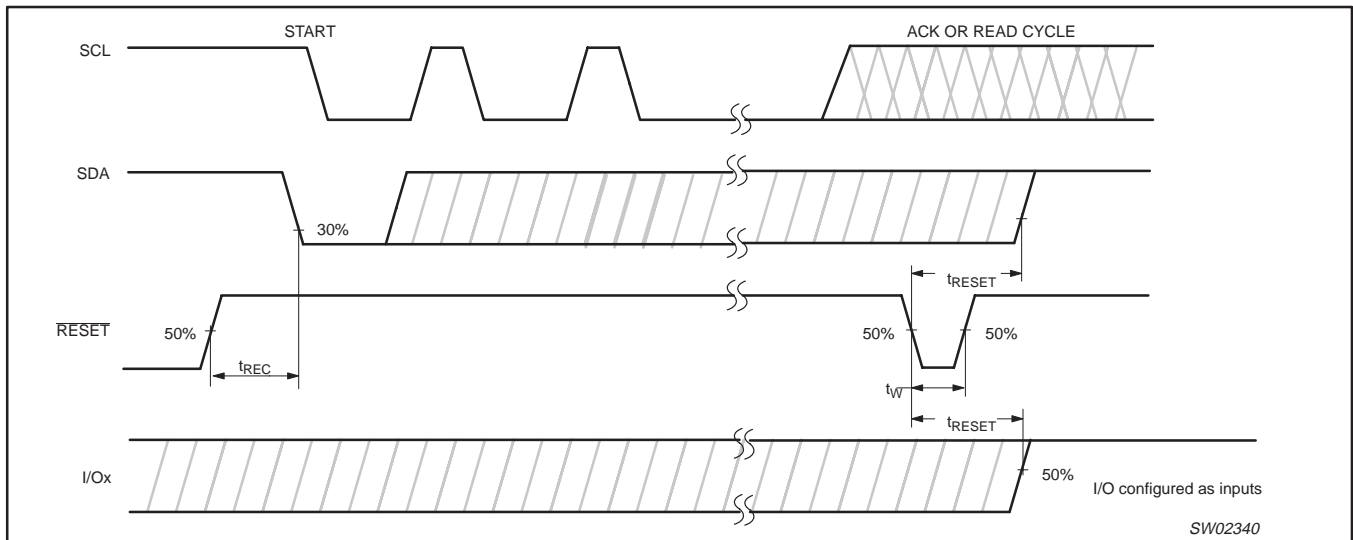 START
ACK OR READ CYCLE
SCL
SDA
30%
tRESET
RESET
50%
50%
50%
tREC
tW
tRESET
I/Ox
50%
I/O configured as inputs
SW02340